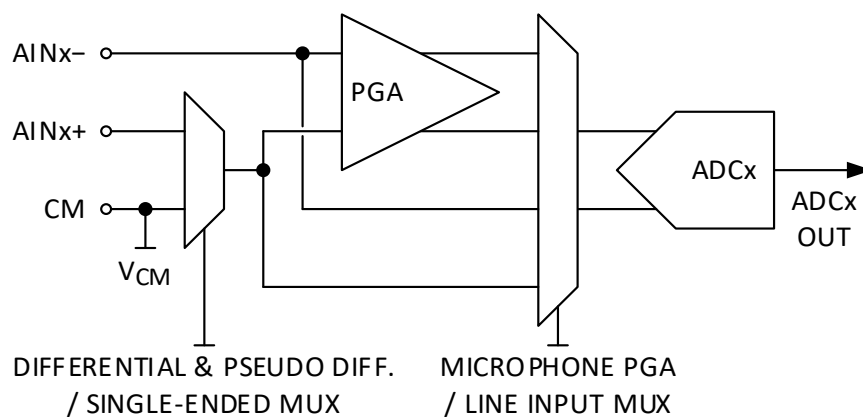 AINx−
AINx+
CM
VCM
PGA
ADCx
ADCx
OUT
DIFFERENTIAL & PSEUDO DIFF.
/ SINGLE-ENDED MUX
MICROPHONE PGA
/ LINE INPUT MUX